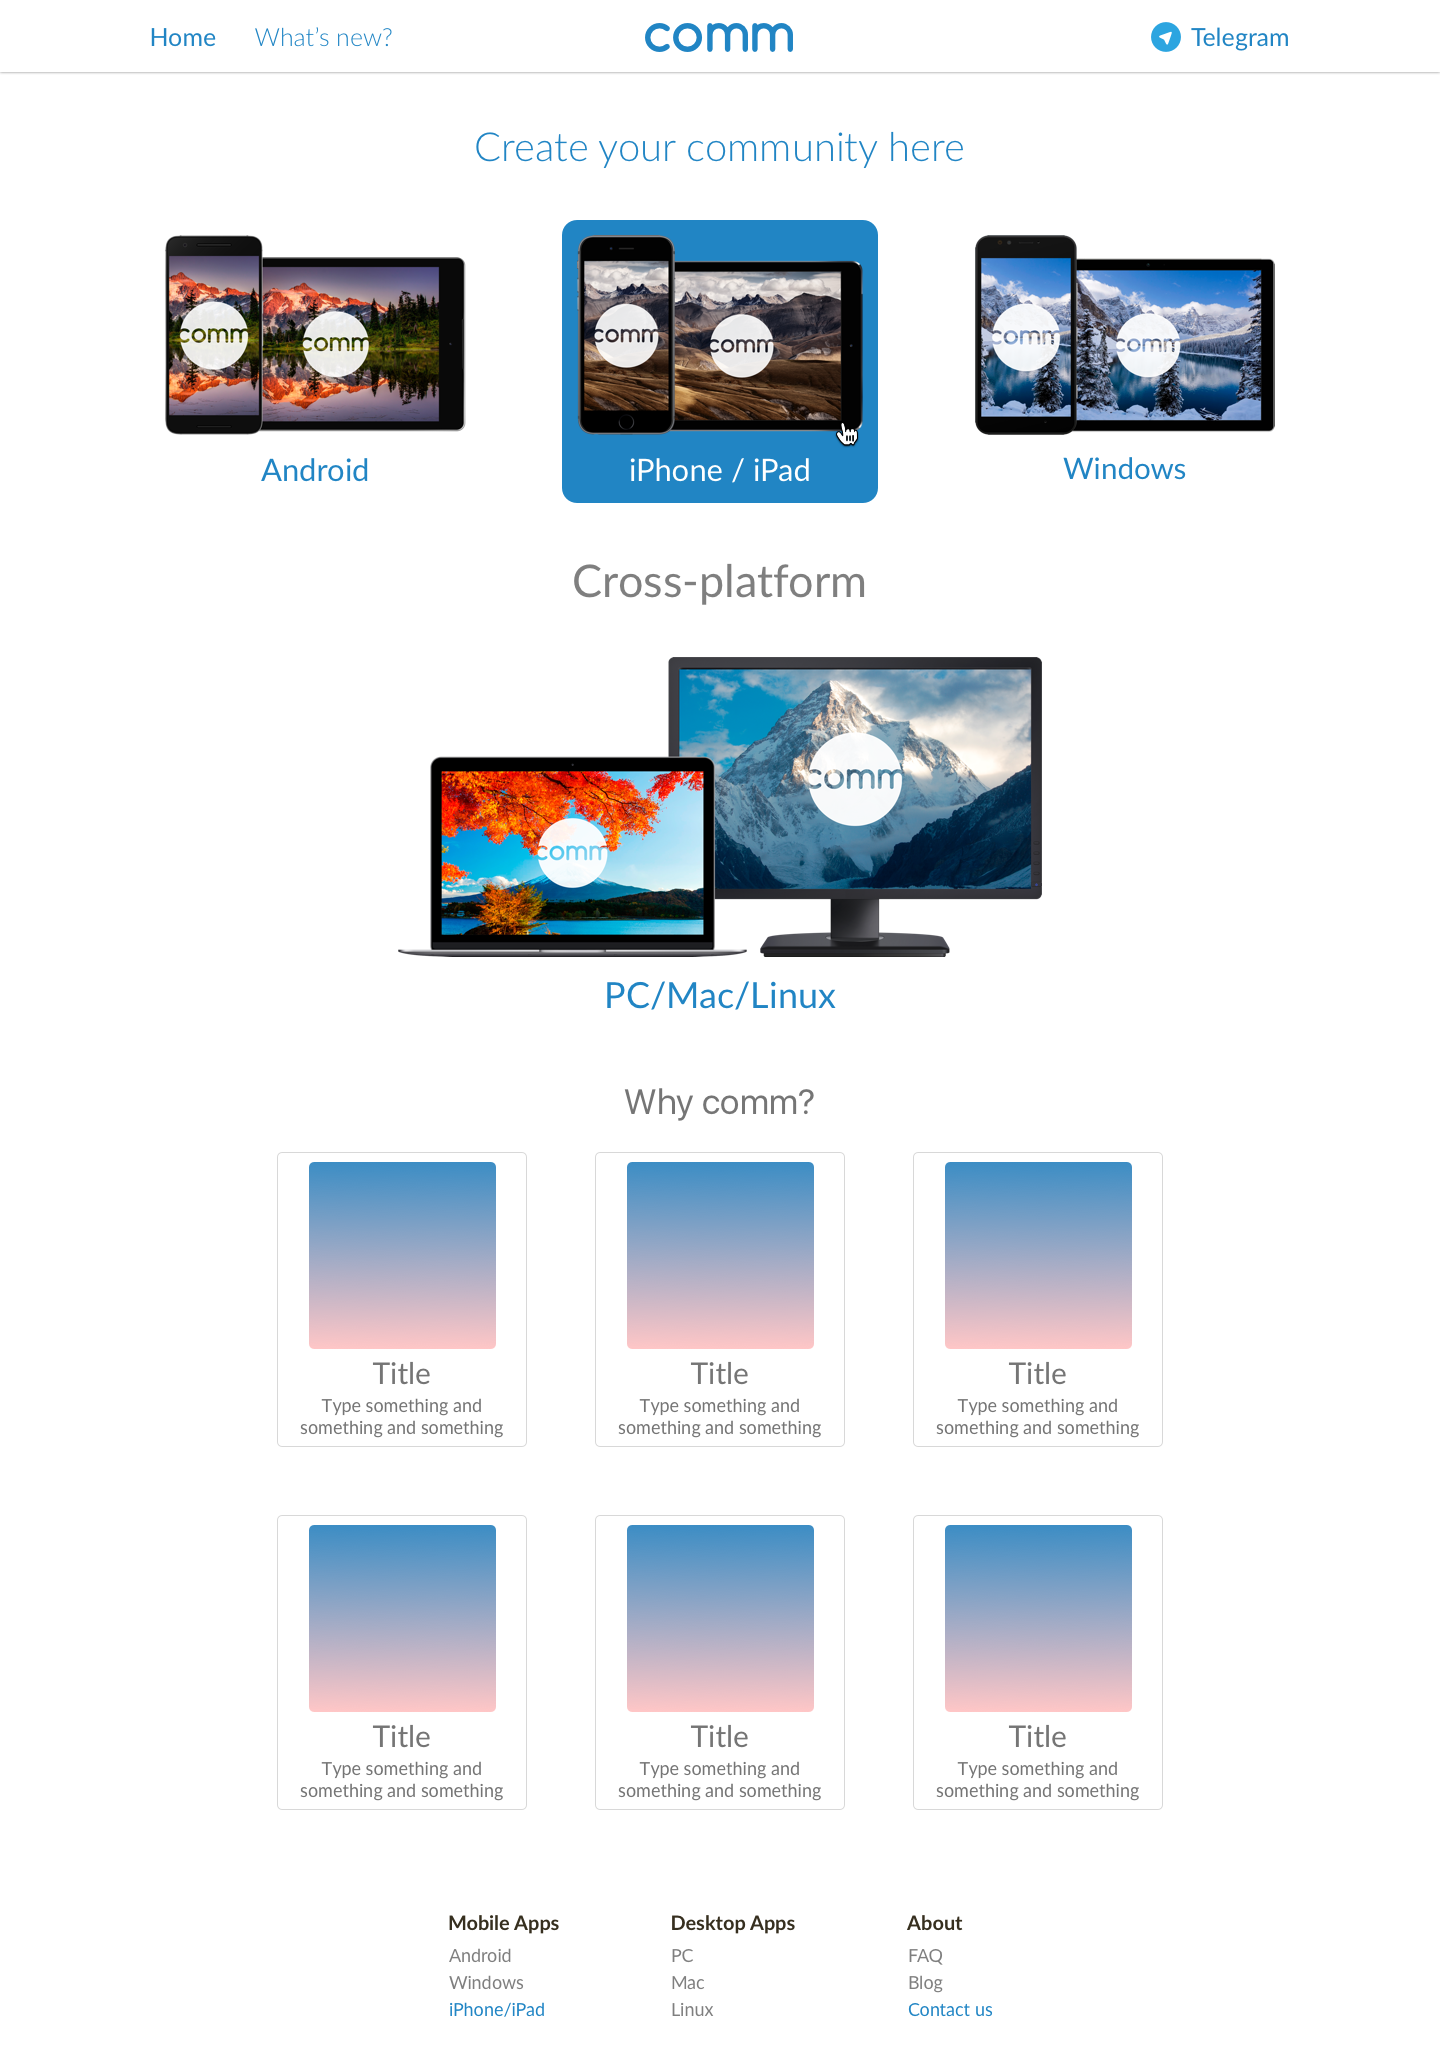 Home
What’s new?
comm
Telegram
Create your community here
comm
comm
comm
comm
comm
comm
Android
iPhone / iPad
Windows
Cross-platform
comm
comm
PC/Mac/Linux
Why comm?
Title
Title
Title
Type something and
something and something
Type something and
something and something
Type something and
something and something
Title
Title
Title
Type something and
something and something
Type something and
something and something
Type something and
something and something
Mobile Apps
Android
Windows
iPhone/iPad
Desktop Apps
PC
Mac
Linux
About
FAQ
Blog
Contact us